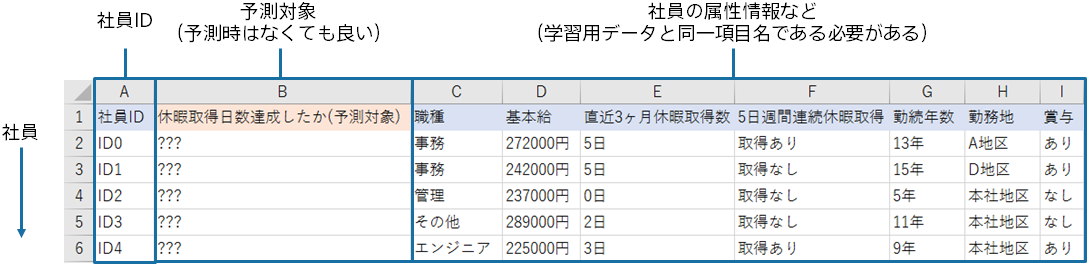 社員ID
予測対象
(予測時はなくても良い)
社員の属性情報など
(学習用データと同一項目名である必要がある)
社員
A B C D E F G H I
1 社員ID 休暇取得日数達成したか(予測対象) 職種 基本給 直近3ヶ月休暇取得数 5日週間連続休暇取得 勤続年数 勤務地 賞与
2 ID0 ??? 事務 272000円 5日 取得あり 13年 A地区 あり
3 ID1 ??? 事務 242000円 5日 取得なし 15年 D地区 あり
4 ID2 ??? 管理 237000円 0日 取得なし 5年 本社地区 なし
5 ID3 ??? その他 289000円 2日 取得なし 11年 本社地区 なし
6 ID4 ??? エンジニア 225000円 3日 取得あり 9年 本社地区 あり